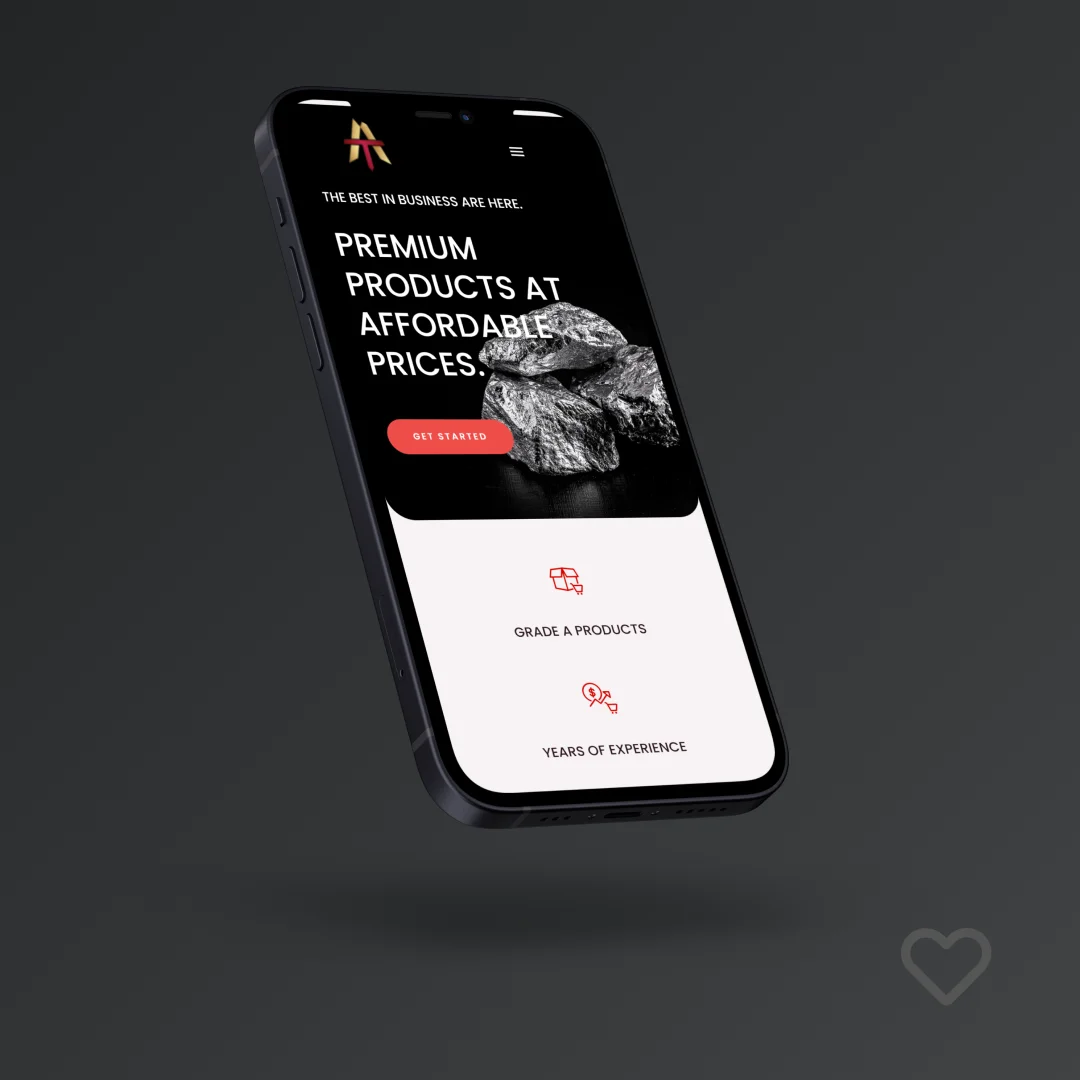 THE BEST IN BUSINESS ARE HERE.
PREMIUM
PRODUCTS AT
AFFORDABLE
PRICES.
GET STARTED
GRADE A PRODUCTS
YEARS OF EXPERIENCE